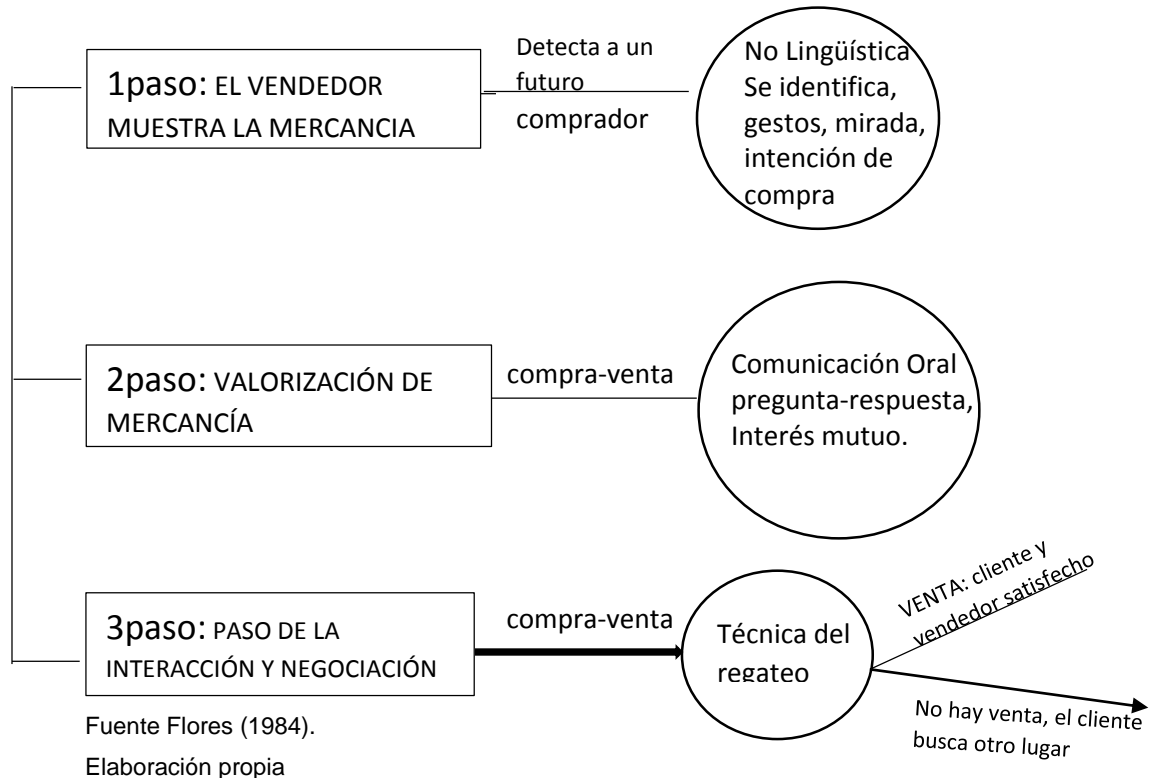 1paso: EL VENDEDOR
MUESTRA LA MERCANCIA
Detecta a un
futuro
comprador
No Lingüística
Se identifica,
gestos, mirada,
intención de
compra
2paso: VALORIZACIÓN DE
MERCANCÍA
compra-venta
Comunicación Oral
pregunta-respuesta,
Interés mutuo.
3paso: PASO DE LA
INTERACCIÓN Y NEGOCIACIÓN
compra-venta
Técnica del
regateo
VENTA: cliente y
vendedor satisfecho
No hay venta, el cliente
busca otro lugar
Fuente Flores (1984).
Elaboración propia